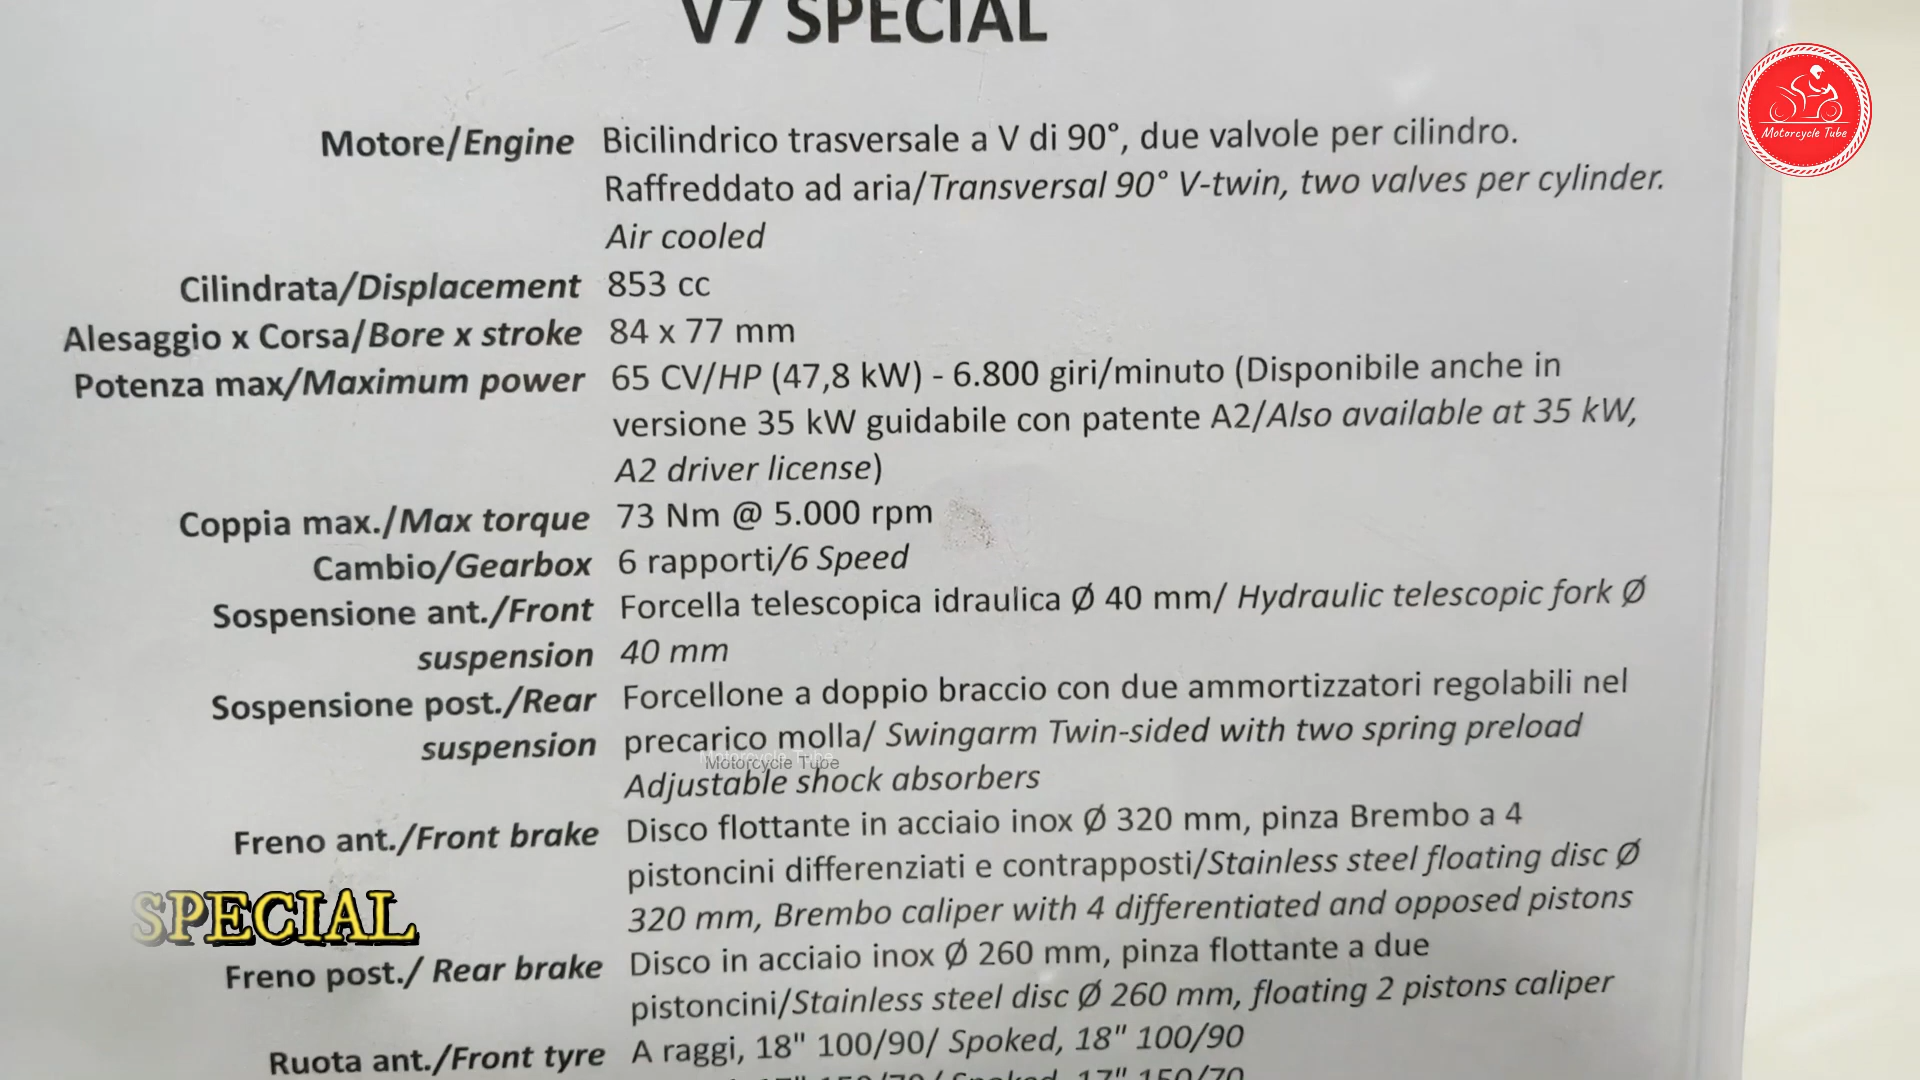 V7 SPECIAL
Motorcycle Tube
Motore/Engine Bicilindrico trasversale a V di 90°, due valvole per cilindro.
Raffreddato ad aria/Transversal 90° V-twin, two valves per cylinder.
Air cooled
Cilindrata/Displacement 853 cc
Alesaggio x Corsa/Bore x stroke 84 x 77 mm
Potenza max/Maximum power 65 CV/HP (47,8 kW) - 6.800 giri/minuto (Disponibile anche in
versione 35 kW guidabile con patente A2/Also available at 35 kW,
A2 driver license)
Coppia max./Max torque 73 Nm @ 5.000 rpm
Cambio/Gearbox 6 rapporti/6 Speed
Sospensione ant./Front Forcella telescopica idraulica Ø 40 mm/ Hydraulic telescopic fork Ø
suspension 40 mm
Sospensione post./Rear Forcellone a doppio braccio con due ammortizzatori regolabili nel
suspension precarico molla/ Swingarm Twin-sided with two spring preload
Motorcycle Tube
Adjustable shock absorbers
Freno ant./Front brake Disco flottante in acciaio inox Ø 320 mm, pinza Brembo a 4
pistoncini differenziati e contrapposti/Stainless steel floating disc Ø
320 mm, Brembo caliper with 4 differentiated and opposed pistons
SPECIAL
Freno post./ Rear brake Disco in acciaio inox Ø 260 mm, pinza flottante a due
pistoncini/Stainless steel disc Ø 260 mm, floating 2 pistons caliper
Ruota ant./Front tyre A raggi, 18" 100/90/ Spoked, 18" 100/90
17" 150/70/ Spoked, 17" 150/70